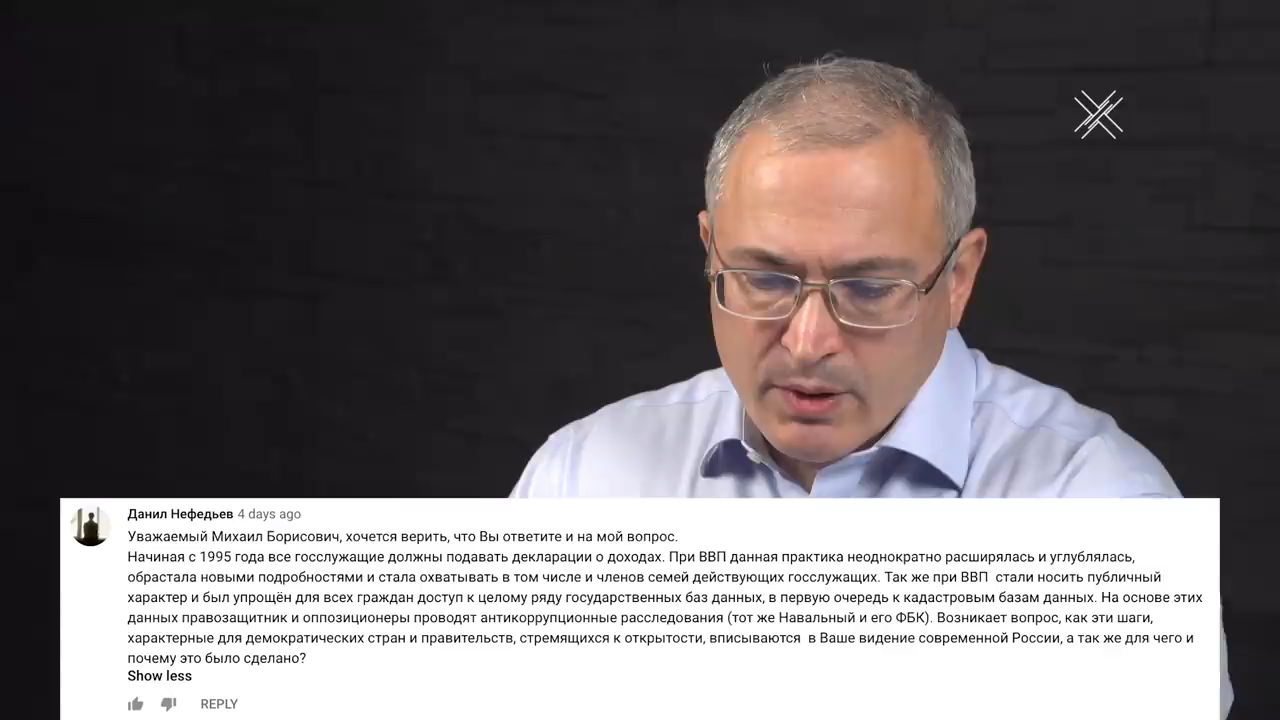 Данил Нефедьев 4 days ago
Уважаемый Михаил Борисович, хочется верить, что Вы ответите и на мой вопрос.
Начиная с 1995 года все госслужащие должны подавать декларации о доходах. При ВВП данная практика неоднократно расширялась и углублялась,
обрастала новыми подробностями и стала охватывать в том числе и членов семей действующих госслужащих. Так же при ВВП  стали носить публичный
характер и был упрощён для всех граждан доступ к целому ряду государственных баз данных, в первую очередь к кадастровым базам данных. На основе этих
данных правозащитник и оппозиционеры проводят антикоррупционные расследования (тот же Навальный и его ФБК). Возникает вопрос, как эти шаги,
характерные для демократических стран и правительств, стремящихся к открытости, вписываются  в Ваше видение современной России, а так же для чего и
почему это было сделано?
Show less
REPLY